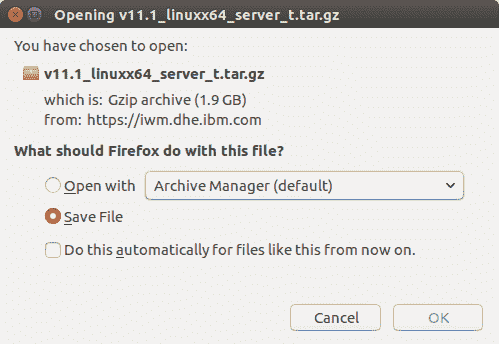 Opening v11.1_linuxx64_server_t.tar.gz
You have chosen to open:
v11.1_linuxx64_server_t.tar.gz
which is: Gzip archive (1.9 GB)
from: https://iwm.dhe.ibm.com
What should Firefox do with this file?
Open with Archive Manager (default)
Save File
Do this automatically for files like this from now on.
Cancel OK